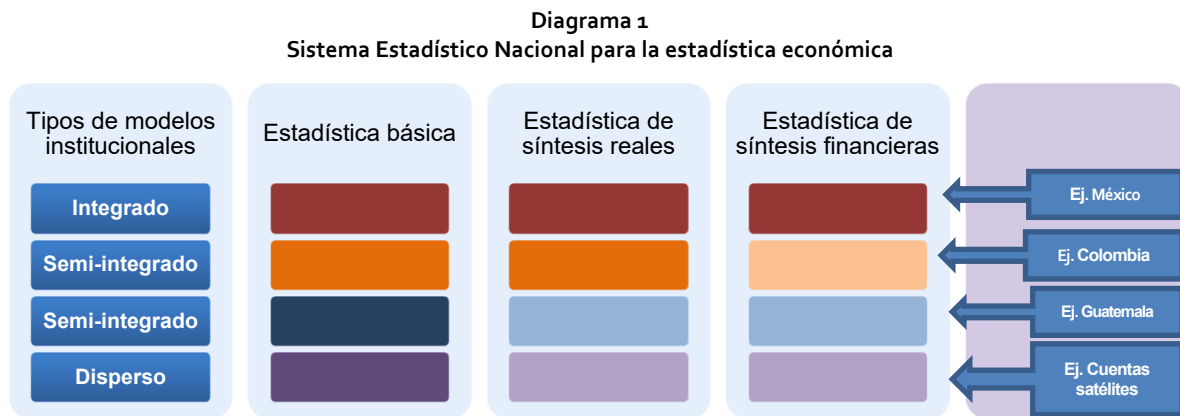 Diagrama 1
Sistema Estadístico Nacional para la estadística económica
Tipos de modelos
institucionales
Estadística básica
Estadística de
síntesis reales
Estadística de
síntesis financieras
Integrado
Ej. México
Semi-integrado
Ej. Colombia
Semi-integrado
Ej. Guatemala
Disperso
Ej. Cuentas
satélites